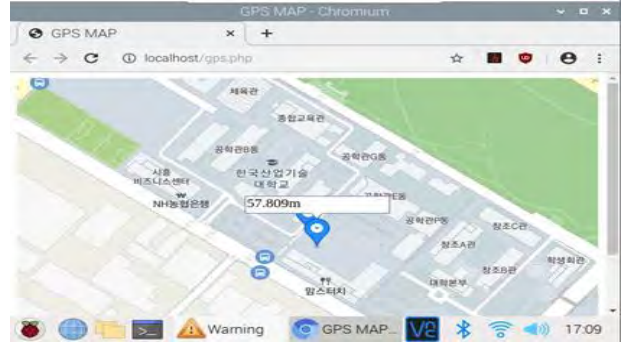 GPS MAP - Chromium
GPS MAP
localhost/gps.php
체육관
종합교육관
공학관B동
공학관G동
한국산업기술
대학교
시흥
비즈니스센터
NH농협은행
공학관E동
57.809m
공학관P동
창조C관
창조A관
창조B관
학생회관
대학본부
맘스터치
Warning
GPS MAP...
17:09